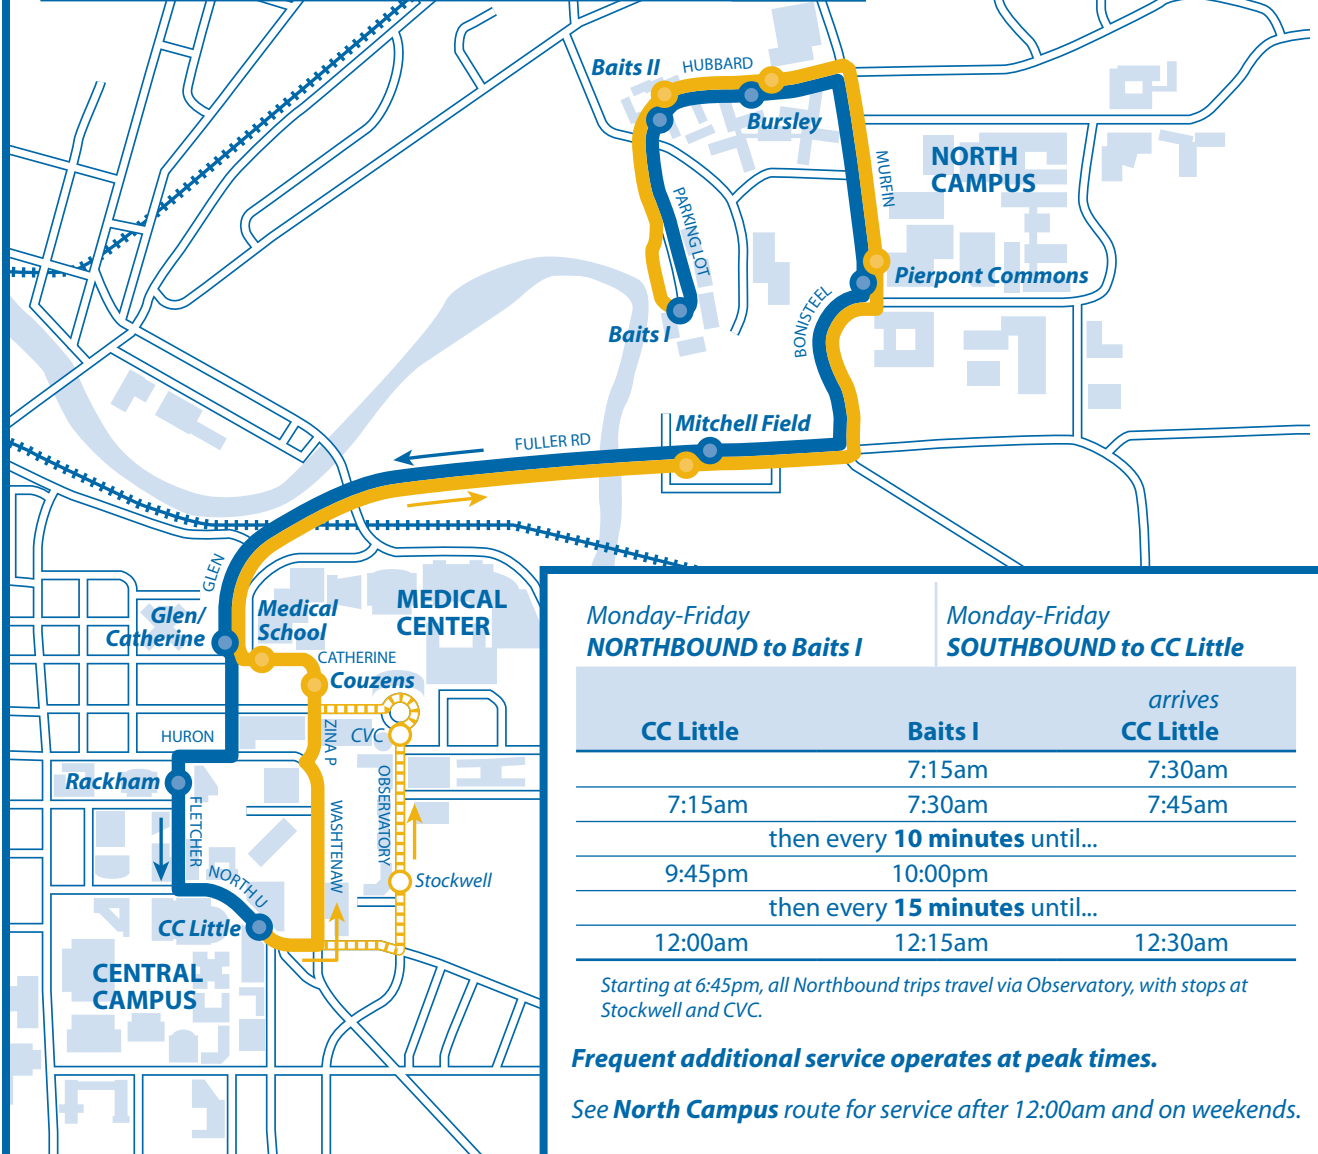 Baits II
HUBBARD
Bursley
NORTH
CAMPUS
MURFIN
PARKING LOT
Pierpont Commons
BONISTEEL
Baits I
Mitchell Field
FULLER RD
GLEN
Glen/
Catherine
Medical
School
MEDICAL
CENTER
CATHERINE
Couzens
HURON
ZINA P
CVC
Rackham
FLETCHER
WASHTENAW
OBSERVATORY
NORTH U
Stockwell
CC Little
CENTRAL
CAMPUS
Monday-Friday
NORTHBOUND to Baits I
Monday-Friday
SOUTHBOUND to CC Little
arrives
CC Little Baits I CC Little
7:15am 7:30am
7:15am 7:30am 7:45am
then every 10 minutes until...
9:45pm 10:00pm
then every 15 minutes until...
12:00am 12:15am 12:30am
Starting at 6:45pm, all Northbound trips travel via Observatory, with stops at
Stockwell and CVC.
Frequent additional service operates at peak times.
See North Campus route for service after 12:00am and on weekends.